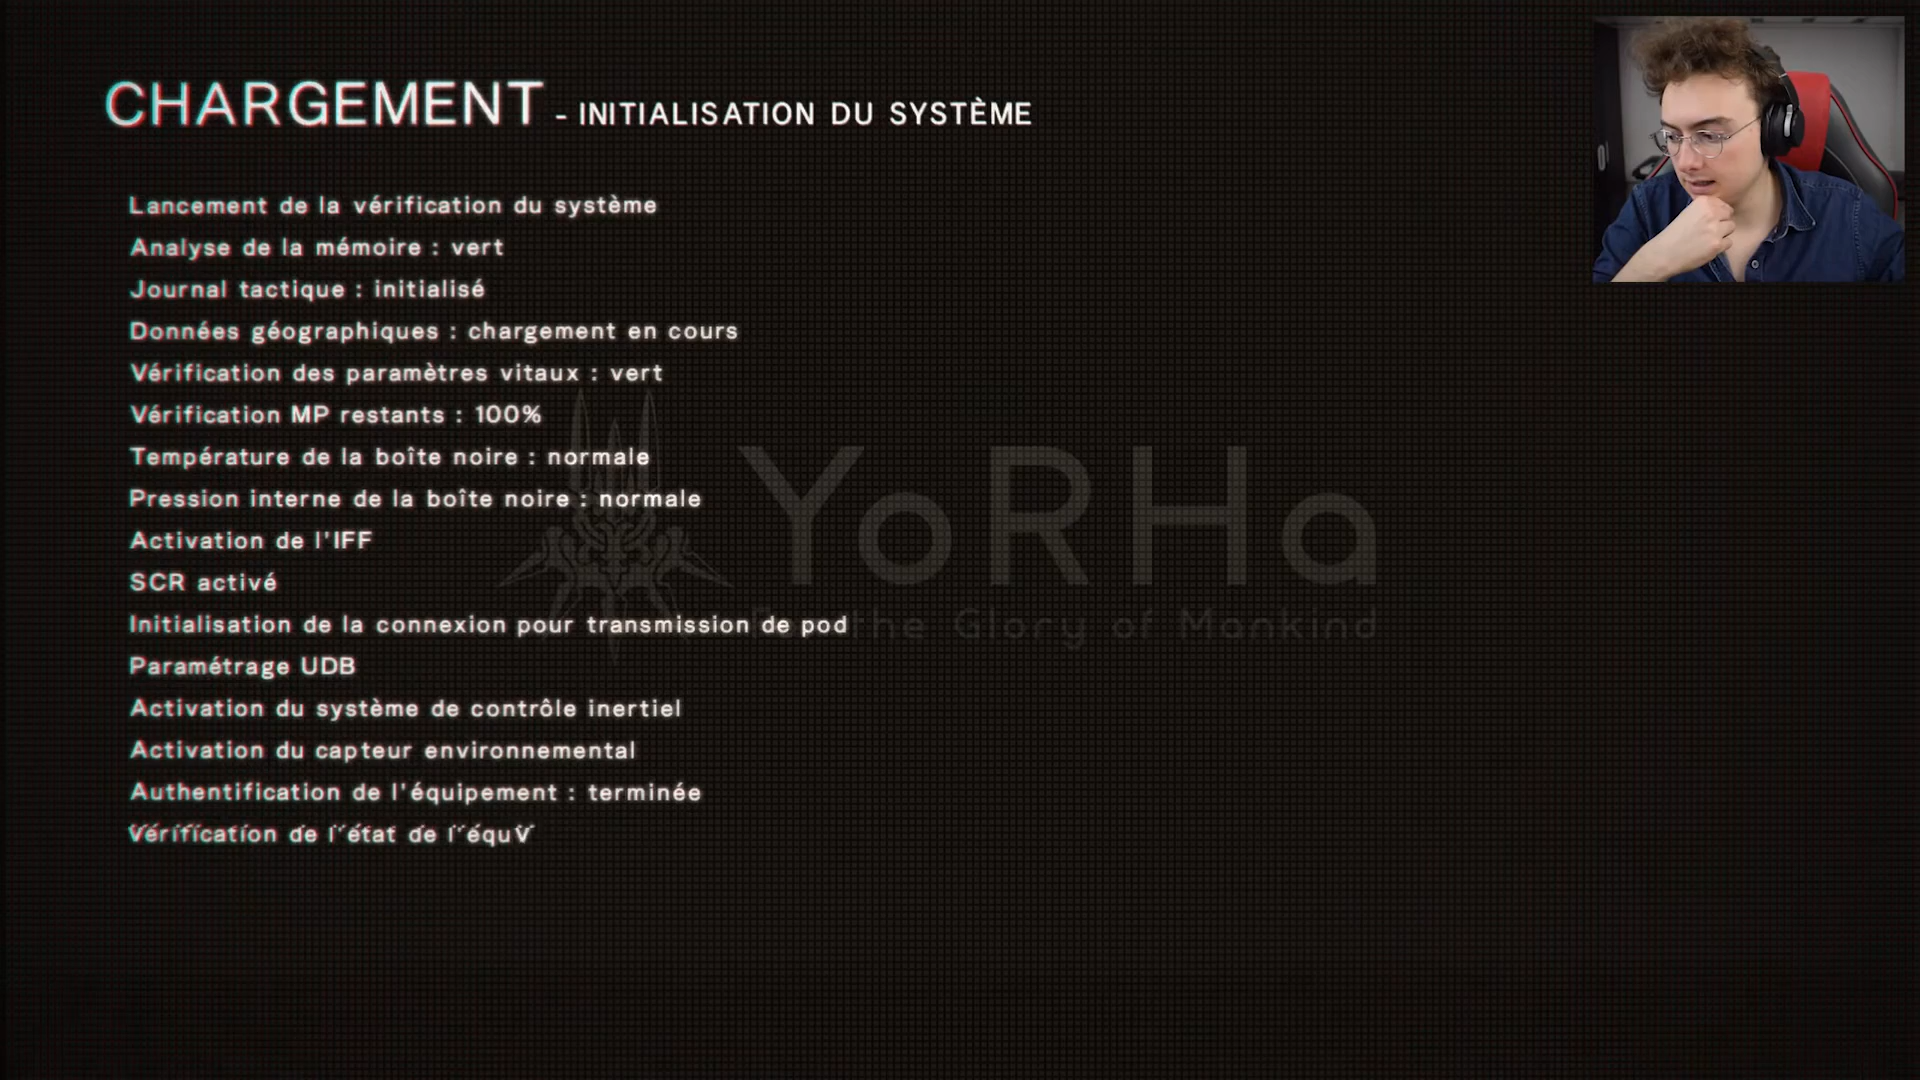 CHARGEMENT - INITIALISATION DU SYSTÈME
Lancement de la vérification du système
Analyse de la mémoire : vert
Journal tactique : initialisé
Données géographiques : chargement en cours
Vérification des paramètres vitaux : vert
Vérification MP restants : 100%
Température de la boîte noire : normale
Pression interne de la boîte noire : normale
Activation de l'IFF
SCR activé
Initialisation de la connexion pour transmission de pod
Paramétrage UDB
Activation du système de contrôle inertiel
Activation du capteur environnemental
Authentification de l'équipement : terminée
Vérification de l'état de l'équ
YoRHa
the Glory of Mankind